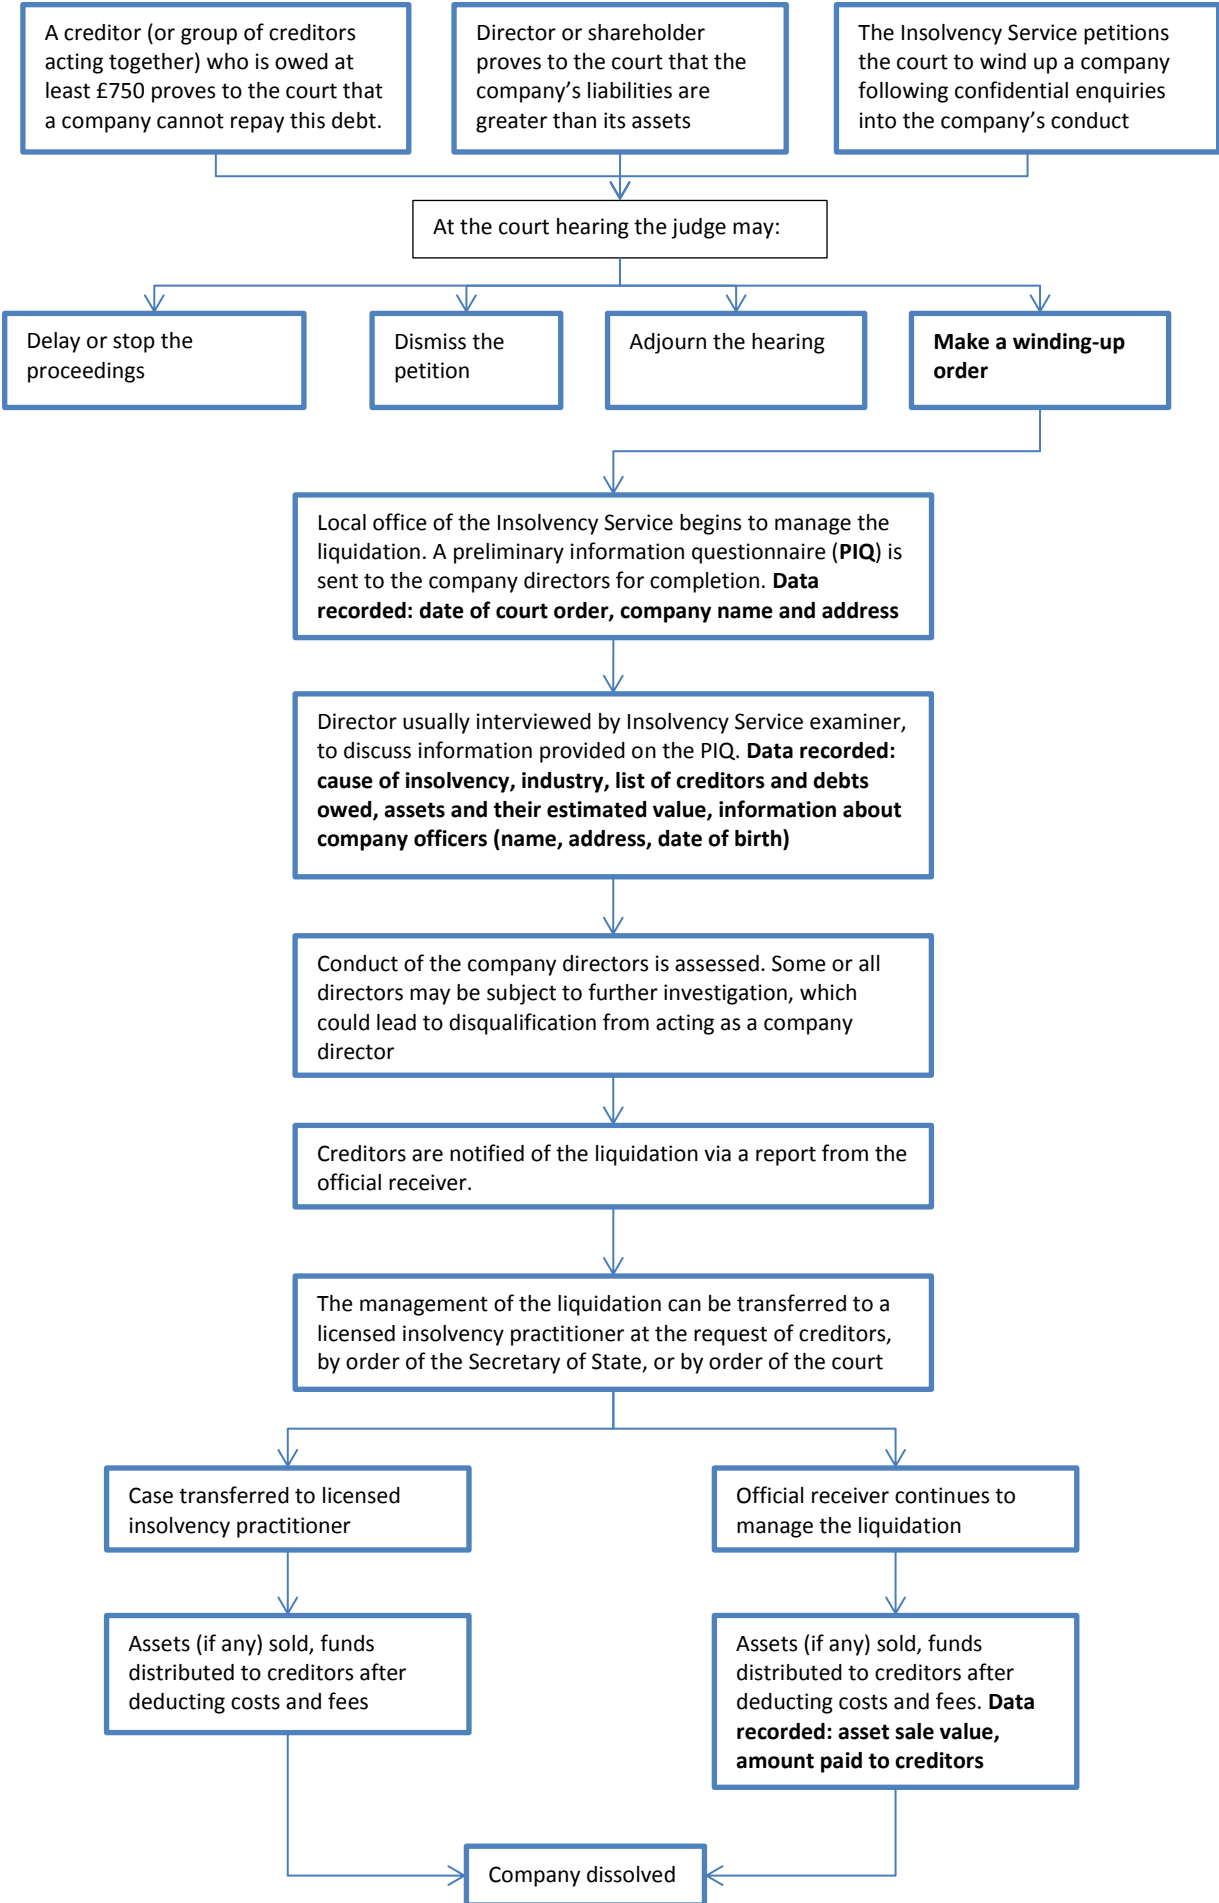 A creditor (or group of creditors
acting together) who is owed at
least £750 proves to the court that
a company cannot repay this debt.
Director or shareholder
proves to the court that the
company’s liabilities are
greater than its assets
The Insolvency Service petitions
the court to wind up a company
following confidential enquiries
into the company’s conduct
At the court hearing the judge may:
Delay or stop the
proceedings
Dismiss the
petition
Adjourn the hearing
Make a winding-up
order
Local office of the Insolvency Service begins to manage the
liquidation. A preliminary information questionnaire (PIQ) is
sent to the company directors for completion. Data
recorded: date of court order, company name and address
Director usually interviewed by Insolvency Service examiner,
to discuss information provided on the PIQ. Data recorded:
cause of insolvency, industry, list of creditors and debts
owed, assets and their estimated value, information about
company officers (name, address, date of birth)
Conduct of the company directors is assessed. Some or all
directors may be subject to further investigation, which
could lead to disqualification from acting as a company
director
Creditors are notified of the liquidation via a report from the
official receiver.
The management of the liquidation can be transferred to a
licensed insolvency practitioner at the request of creditors,
by order of the Secretary of State, or by order of the court
Case transferred to licensed
insolvency practitioner
Official receiver continues to
manage the liquidation
Assets (if any) sold, funds
distributed to creditors after
deducting costs and fees
Assets (if any) sold, funds
distributed to creditors after
deducting costs and fees. Data
recorded: asset sale value,
amount paid to creditors
Company dissolved